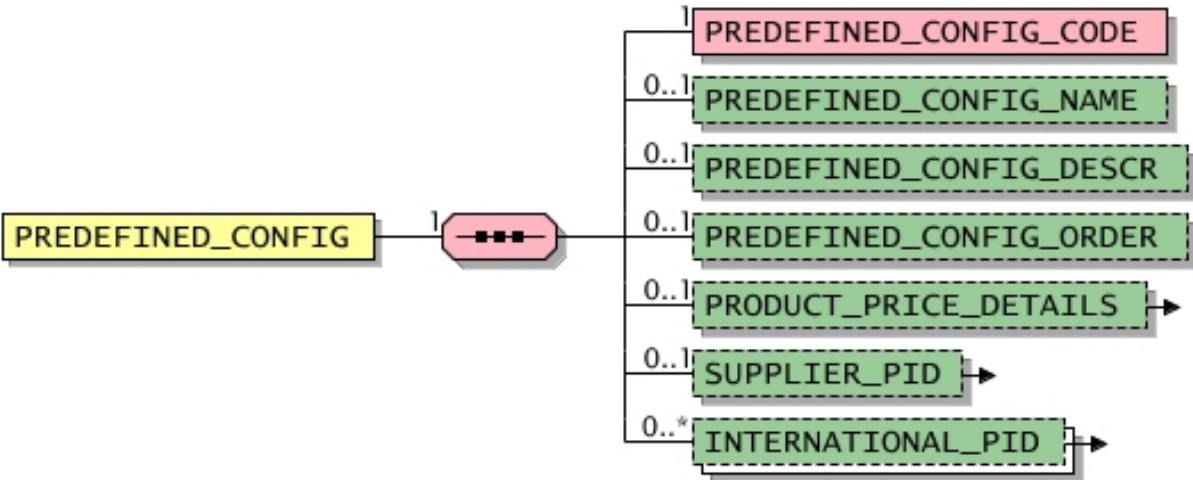 1
PREDEFINED_CONFIG_CODE
0..1
PREDEFINED_CONFIG_NAME
0..1
PREDEFINED_CONFIG_DESCR
PREDEFINED_CONFIG
1
0..1
PREDEFINED_CONFIG_ORDER
0..1
PRODUCT_PRICE_DETAILS
0..1
SUPPLIER_PID
0..*
INTERNATIONAL_PID